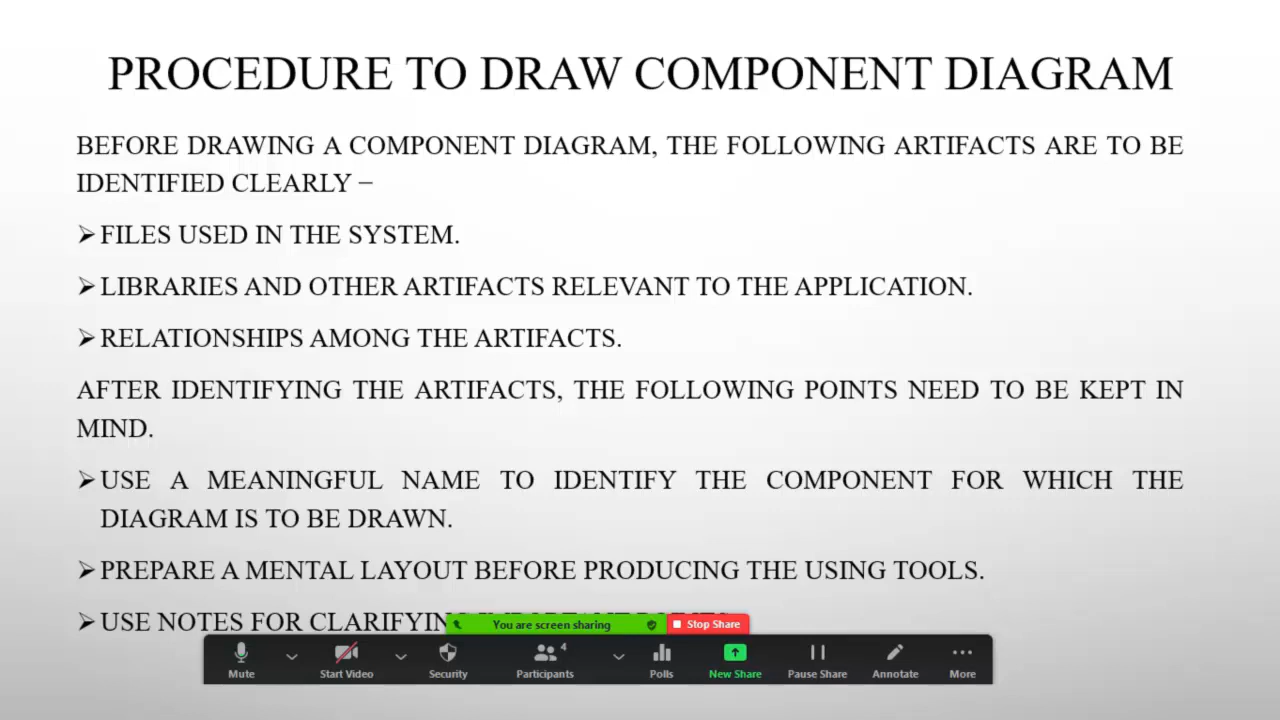 PROCEDURE TO DRAW COMPONENT DIAGRAM
BEFORE DRAWING A COMPONENT DIAGRAM, THE FOLLOWING ARTIFACTS ARE TO BE
IDENTIFIED CLEARLY –
➢ FILES USED IN THE SYSTEM.
➢ LIBRARIES AND OTHER ARTIFACTS RELEVANT TO THE APPLICATION.
➢ RELATIONSHIPS AMONG THE ARTIFACTS.
AFTER IDENTIFYING THE ARTIFACTS, THE FOLLOWING POINTS NEED TO BE KEPT IN
MIND.
➢ USE A MEANINGFUL NAME TO IDENTIFY THE COMPONENT FOR WHICH THE
DIAGRAM IS TO BE DRAWN.
➢ PREPARE A MENTAL LAYOUT BEFORE PRODUCING THE USING TOOLS.
➢ USE NOTES FOR
You are screen sharing Stop Share
4
Mute Start Video Security Participants Polls New Share Pause Share Annotate More